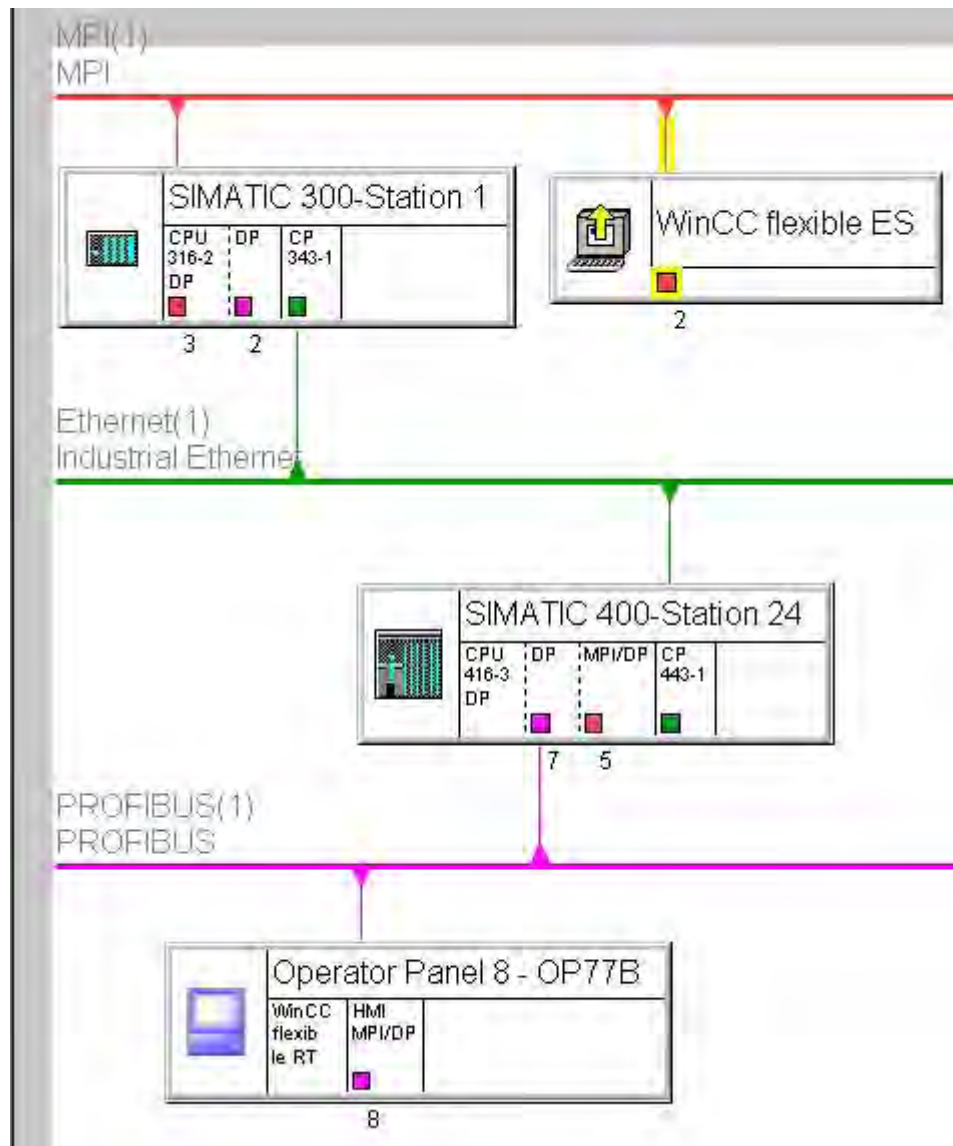 MPI(1)
MPI
SIMATIC 300-Station 1
CPU 316-2 DP
DP
CP 343-1
3
2
WinCC flexible ES
2
Ethernet(1)
Industrial Ethernet
SIMATIC 400-Station 24
CPU 416-3 DP
DP
MPI/DP
CP 443-1
7
5
PROFIBUS(1)
PROFIBUS
Operator Panel 8 - OP77B
WinCC flexib le RT
HMI MPI/DP
8